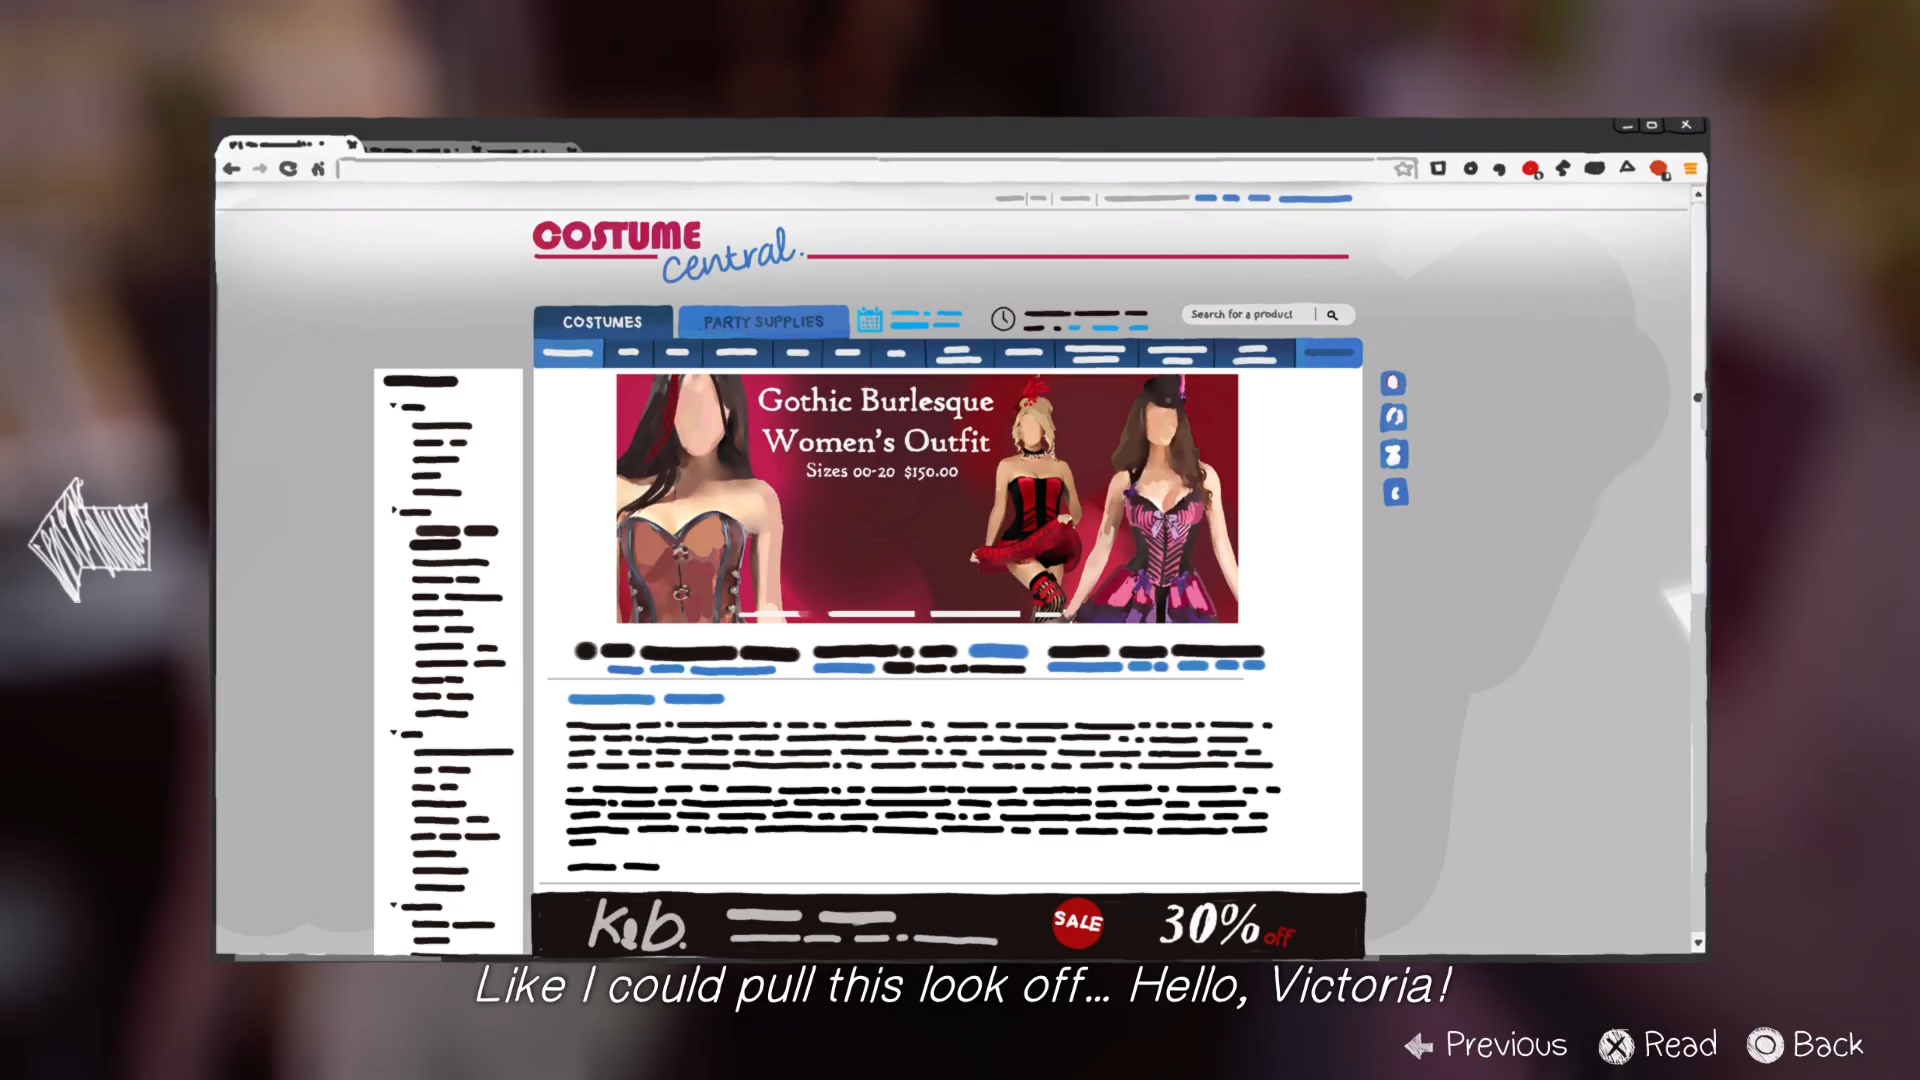 COSTUME
central.
COSTUMES
PARTY SUPPLIES
Search for a product
Gothic Burlesque
Women's Outfit
Sizes 00-20 $150.00
K&b.
SALE
30% off
Like I could pull this look off... Hello, Victoria!
Previous
Read
Back